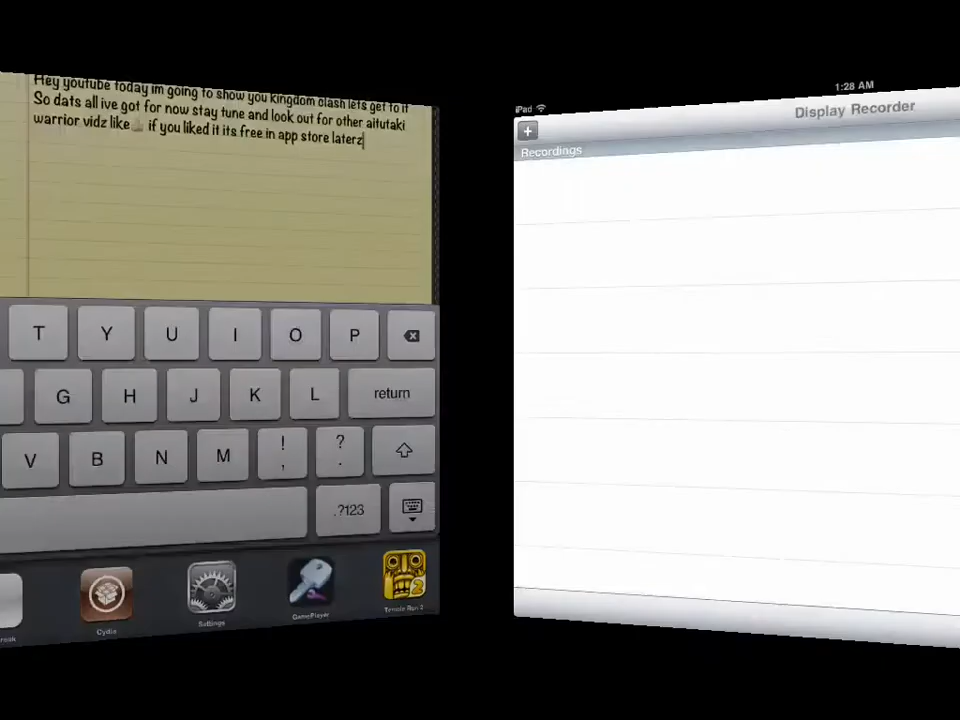 Hey youtube today im going to show you kingdom clash lets get to it
So dats all ive got for now stay tune and look out for other aitutaki
warrior vidz like if you liked it its free in app store laterz
T Y U I O P
G H J K L return
V B N M ! , ? .
.?123
Cydia Settings GamePlayer Temple Run 2
iPad 1:28 AM
+ Display Recorder
Recordings